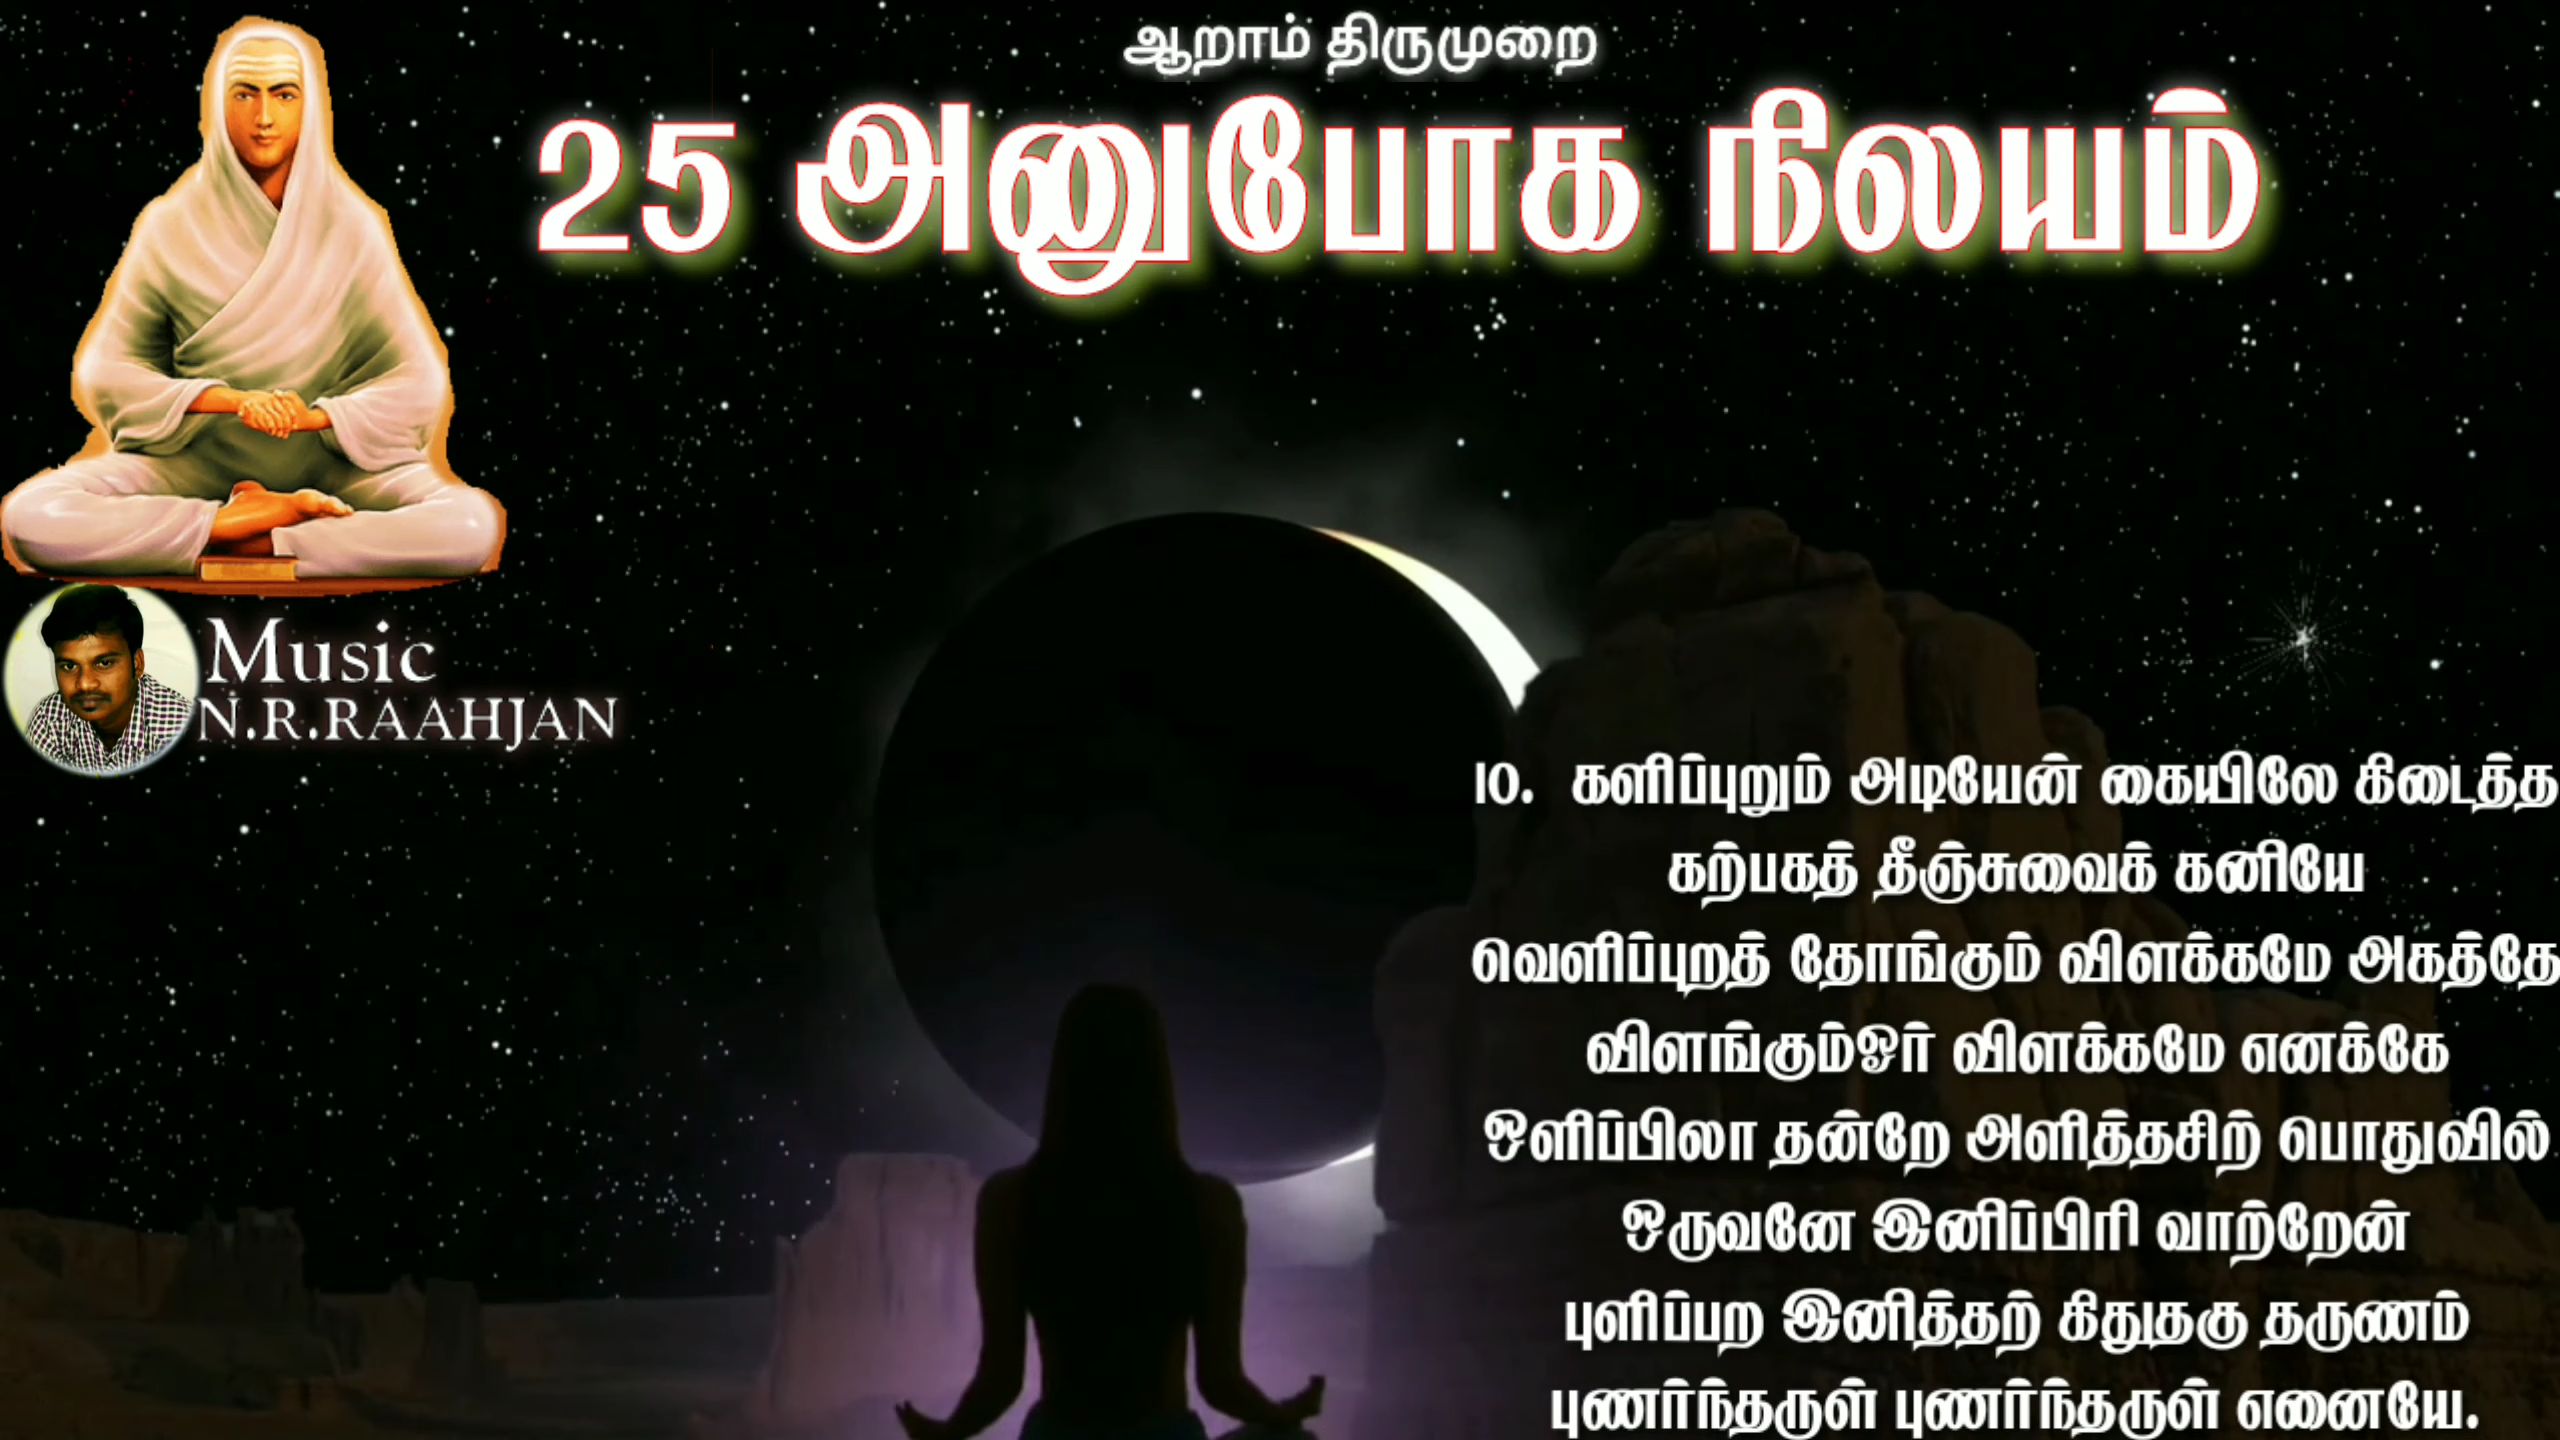 ஆறாம் திருமுறை
25 அனுபோக நிலயம்
Music
N.R.RAAHJAN
10. களிப்புறும் அடியேன் கையிலே கிடைத்த
கற்பகத் தீஞ்சுவைக் கனியே
வெளிப்புறத் தோங்கும் விளக்கமே அகத்தே
விளங்கும்ஓர் விளக்கமே எனக்கே
ஒளிப்பிலா தன்றே அளித்தசிற் பொதுவில்
ஒருவனே இனிப்பிரி வாற்றேன்
புளிப்பற இனித்தற் கிதுதகு தருணம்
புணர்ந்தருள் புணர்ந்தருள் எனையே.